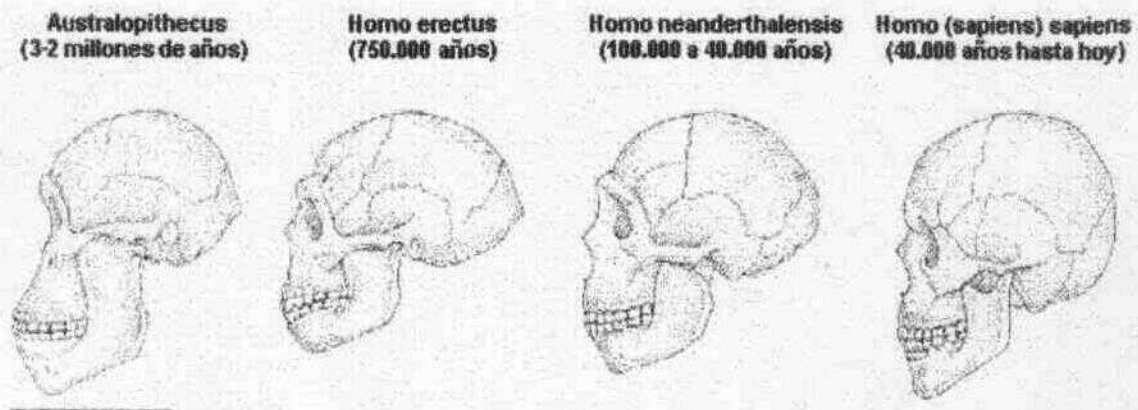 Australopithecus
(3-2 millones de años)
Homo erectus
(750.000 años)
Homo neanderthalensis
(100.000 a 40.000 años)
Homo (sapiens) sapiens
(40.000 años hasta hoy)